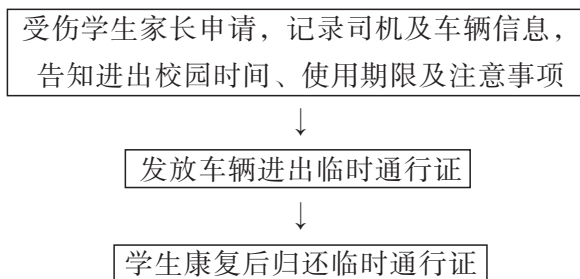 受伤学生家长申请，记录司机及车辆信息，
告知进出校园时间、使用期限及注意事项
↓
发放车辆进出临时通行证
↓
学生康复后归还临时通行证